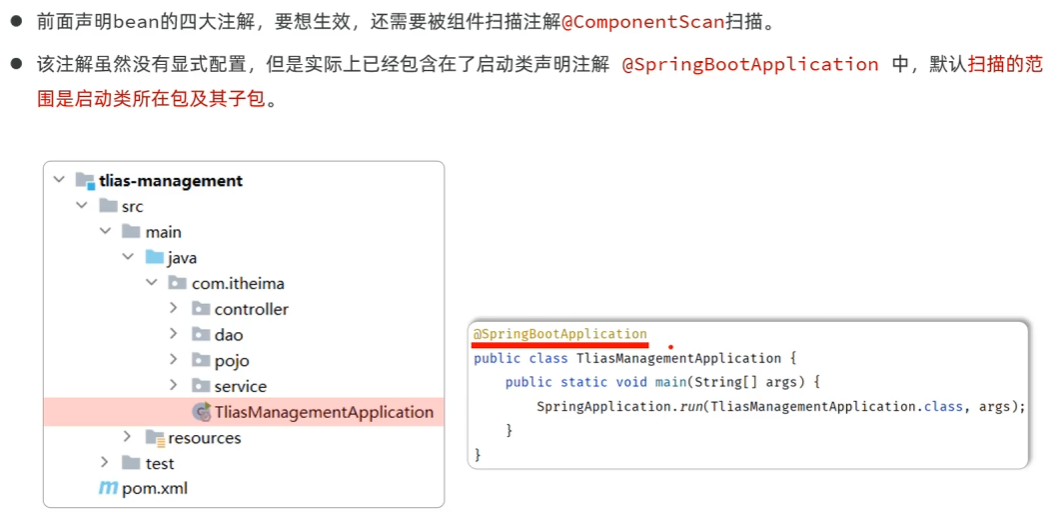 前面声明bean的四大注解，要想生效，还需要被组件扫描注解@ComponentScan扫描。
该注解虽然没有显式配置，但是实际上已经包含在了启动类声明注解 @SpringBootApplication 中，默认扫描的范
围是启动类所在包及其子包。
tlias-management
src
main
java
com.itheima
controller
dao
pojo
service
TliasManagementApplication
resources
test
pom.xml
@SpringBootApplication
public class TliasManagementApplication {
public static void main(String[] args) {
SpringApplication.run(TliasManagementApplication.class, args);
}
}